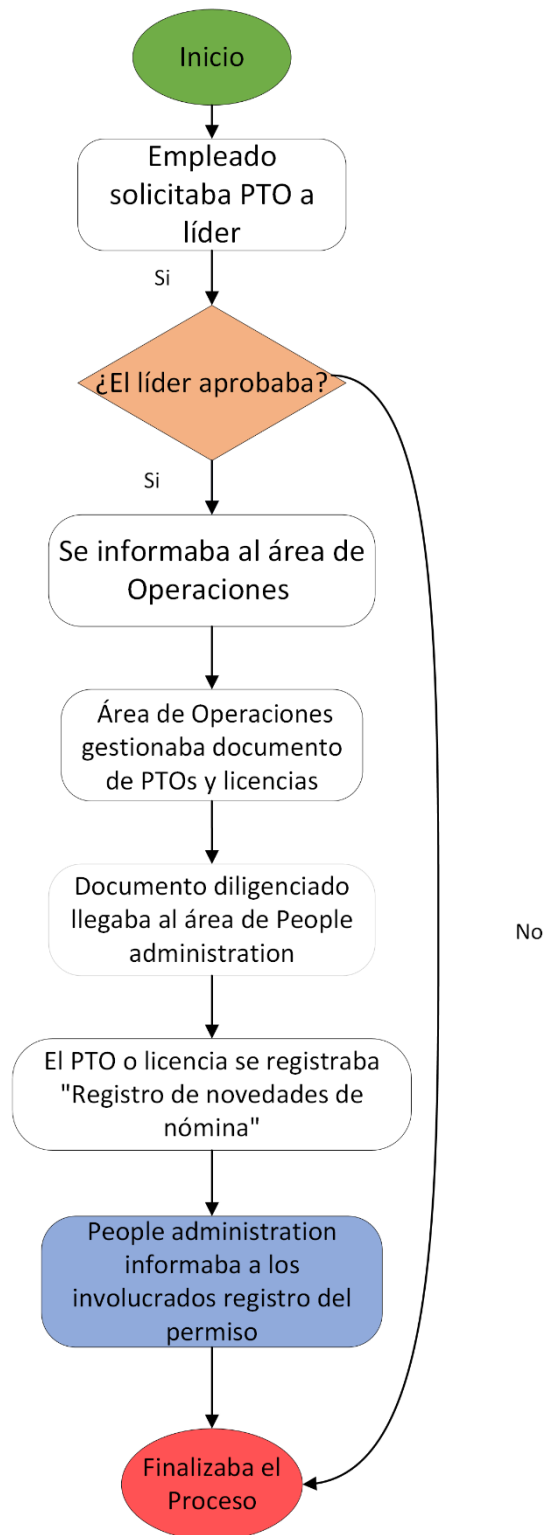 Inicio
Empleado
solicitaba PTO a
líder
Si
¿El líder aprobaba?
Si
Se informaba al área de
Operaciones
Área de Operaciones
gestionaba documento
de PTOs y licencias
Documento diligenciado
llegaba al área de People
administration
No
El PTO o licencia se registraba
"Registro de novedades de
nómina"
People administration
informaba a los
involucrados registro del
permiso
Finalizaba el
Proceso